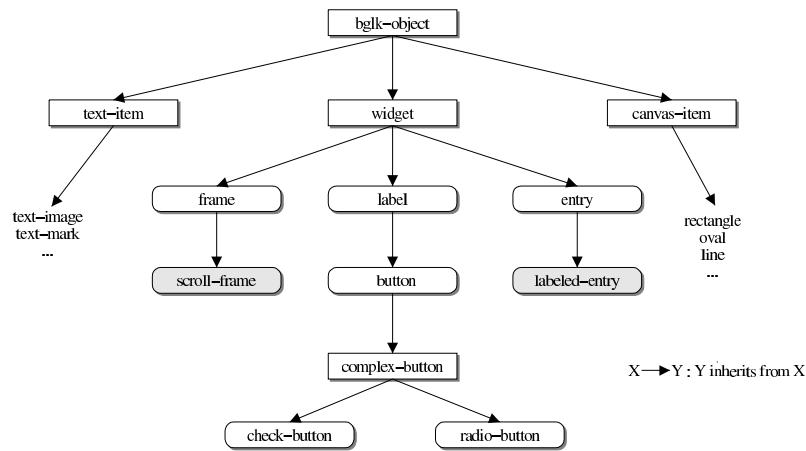 bglk-object
text-item
widget
canvas-item
frame
label
entry
text-image
text-mark
...
rectangle
oval
line
...
scroll-frame
button
labeled-entry
complex-button
X → Y : Y inherits from X
check-button
radio-button